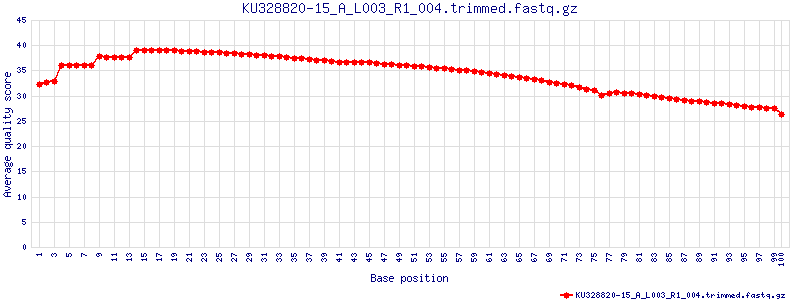 KU328820-15_A_L003_R1_004.trimmed.fastq.gz
Average quality score
45
40
35
30
25
20
15
10
5
0
1 3 5 7 9 11 13 15 17 19 21 23 25 27 29 31 33 35 37 39 41 43 45 47 49 51 53 55 57 59 61 63 65 67 69 71 73 75 77 79 81 83 85 87 89 91 93 95 97 99 100
Base position
KU328820-15_A_L003_R1_004.trimmed.fastq.gz